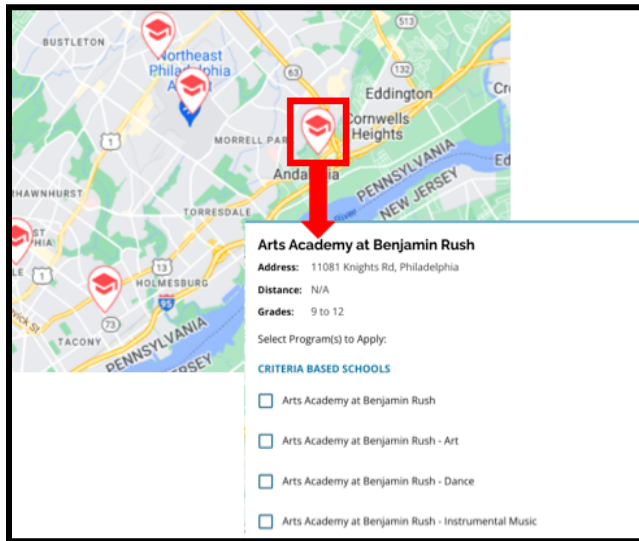 513
BUSTLETON
Northeast
Philadelphia
63
132
Eddington
Cornwells
Heights
1
MORRELL PARK
Andalusia
PENNSYLVANIA
NEW JERSEY
TORRESDALE
1
13
HOLMESBURG
95
73
TACONY
PENNSYLVANIA
Arts Academy at Benjamin Rush
Address: 11081 Knights Rd, Philadelphia
Distance: N/A
Grades: 9 to 12
Select Program(s) to Apply:
CRITERIA BASED SCHOOLS
Arts Academy at Benjamin Rush
Arts Academy at Benjamin Rush - Art
Arts Academy at Benjamin Rush - Dance
Arts Academy at Benjamin Rush - Instrumental Music